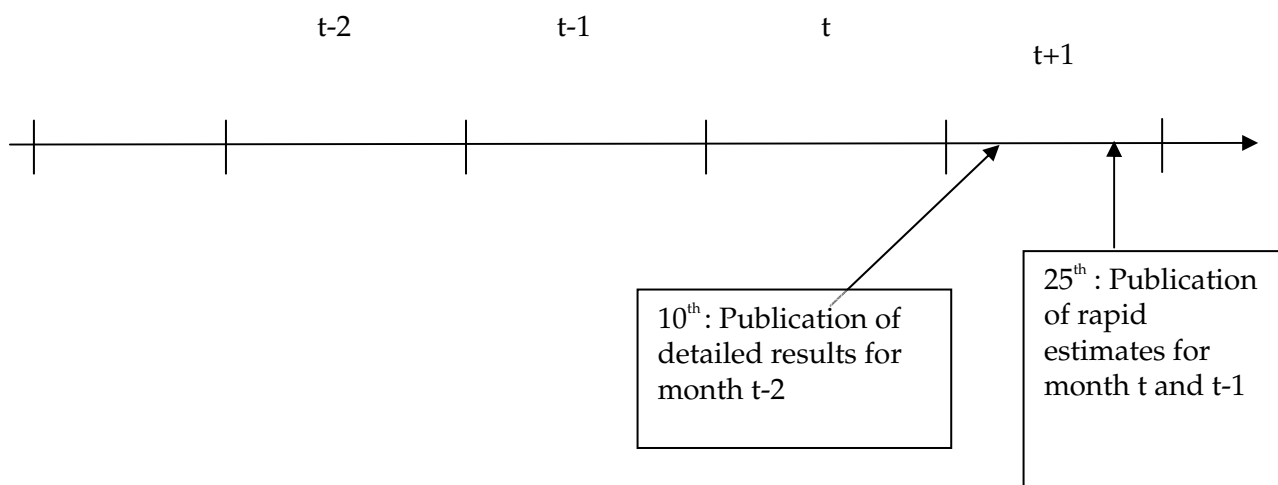 t-2
t-1
t
t+1
10th : Publication of
detailed results for
month t-2
25th : Publication
of rapid
estimates for
month t and t-1